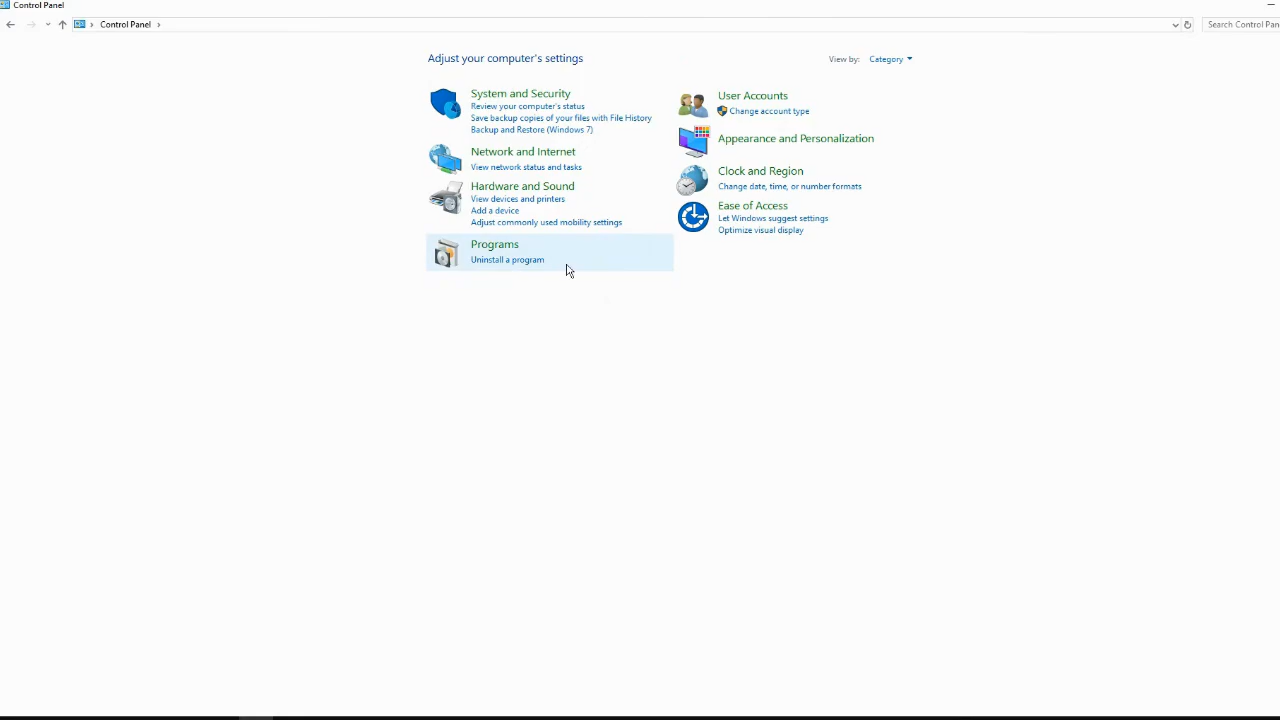 Control Panel
Control Panel
Search Control Pan
Adjust your computer's settings
View by: Category
System and Security
Review your computer's status
Save backup copies of your files with File History
Backup and Restore (Windows 7)
Network and Internet
View network status and tasks
Hardware and Sound
View devices and printers
Add a device
Adjust commonly used mobility settings
Programs
Uninstall a program
User Accounts
Change account type
Appearance and Personalization
Clock and Region
Change date, time, or number formats
Ease of Access
Let Windows suggest settings
Optimize visual display